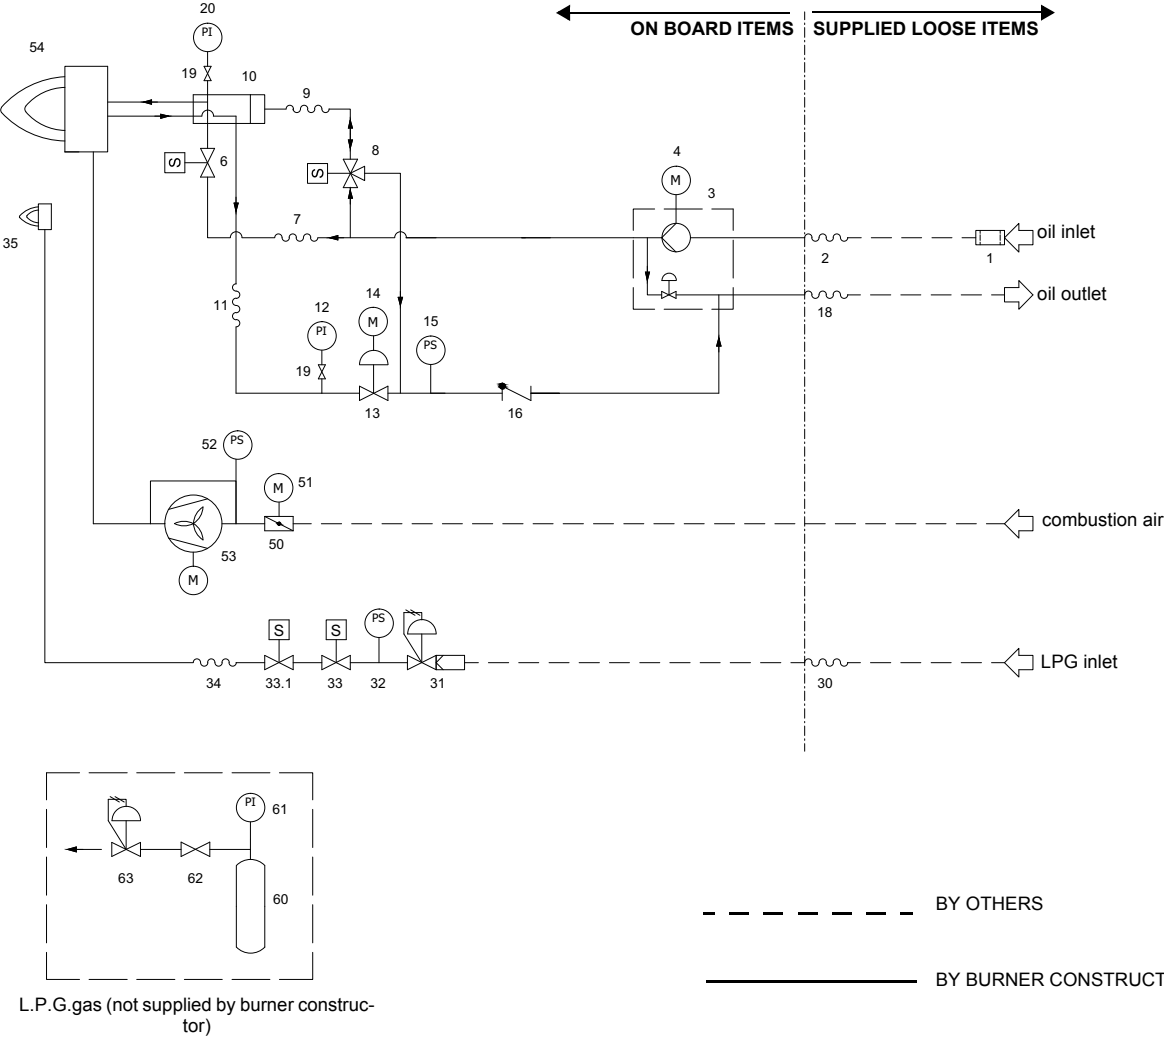 ON BOARD ITEMS
SUPPLIED LOOSE ITEMS
20
PI
54
19
10
9
S
6
S
8
4
M
3
7
35
oil inlet
2
1
11
14
12
M
15
PI
PS
19
13
16
oil outlet
18
52
PS
M
51
combustion air
50
53
M
S
S
PS
LPG inlet
34
33.1
33
32
31
30
PI
61
63
62
60
BY OTHERS
BY BURNER CONSTRUCT
L.P.G.gas (not supplied by burner construc-
tor)